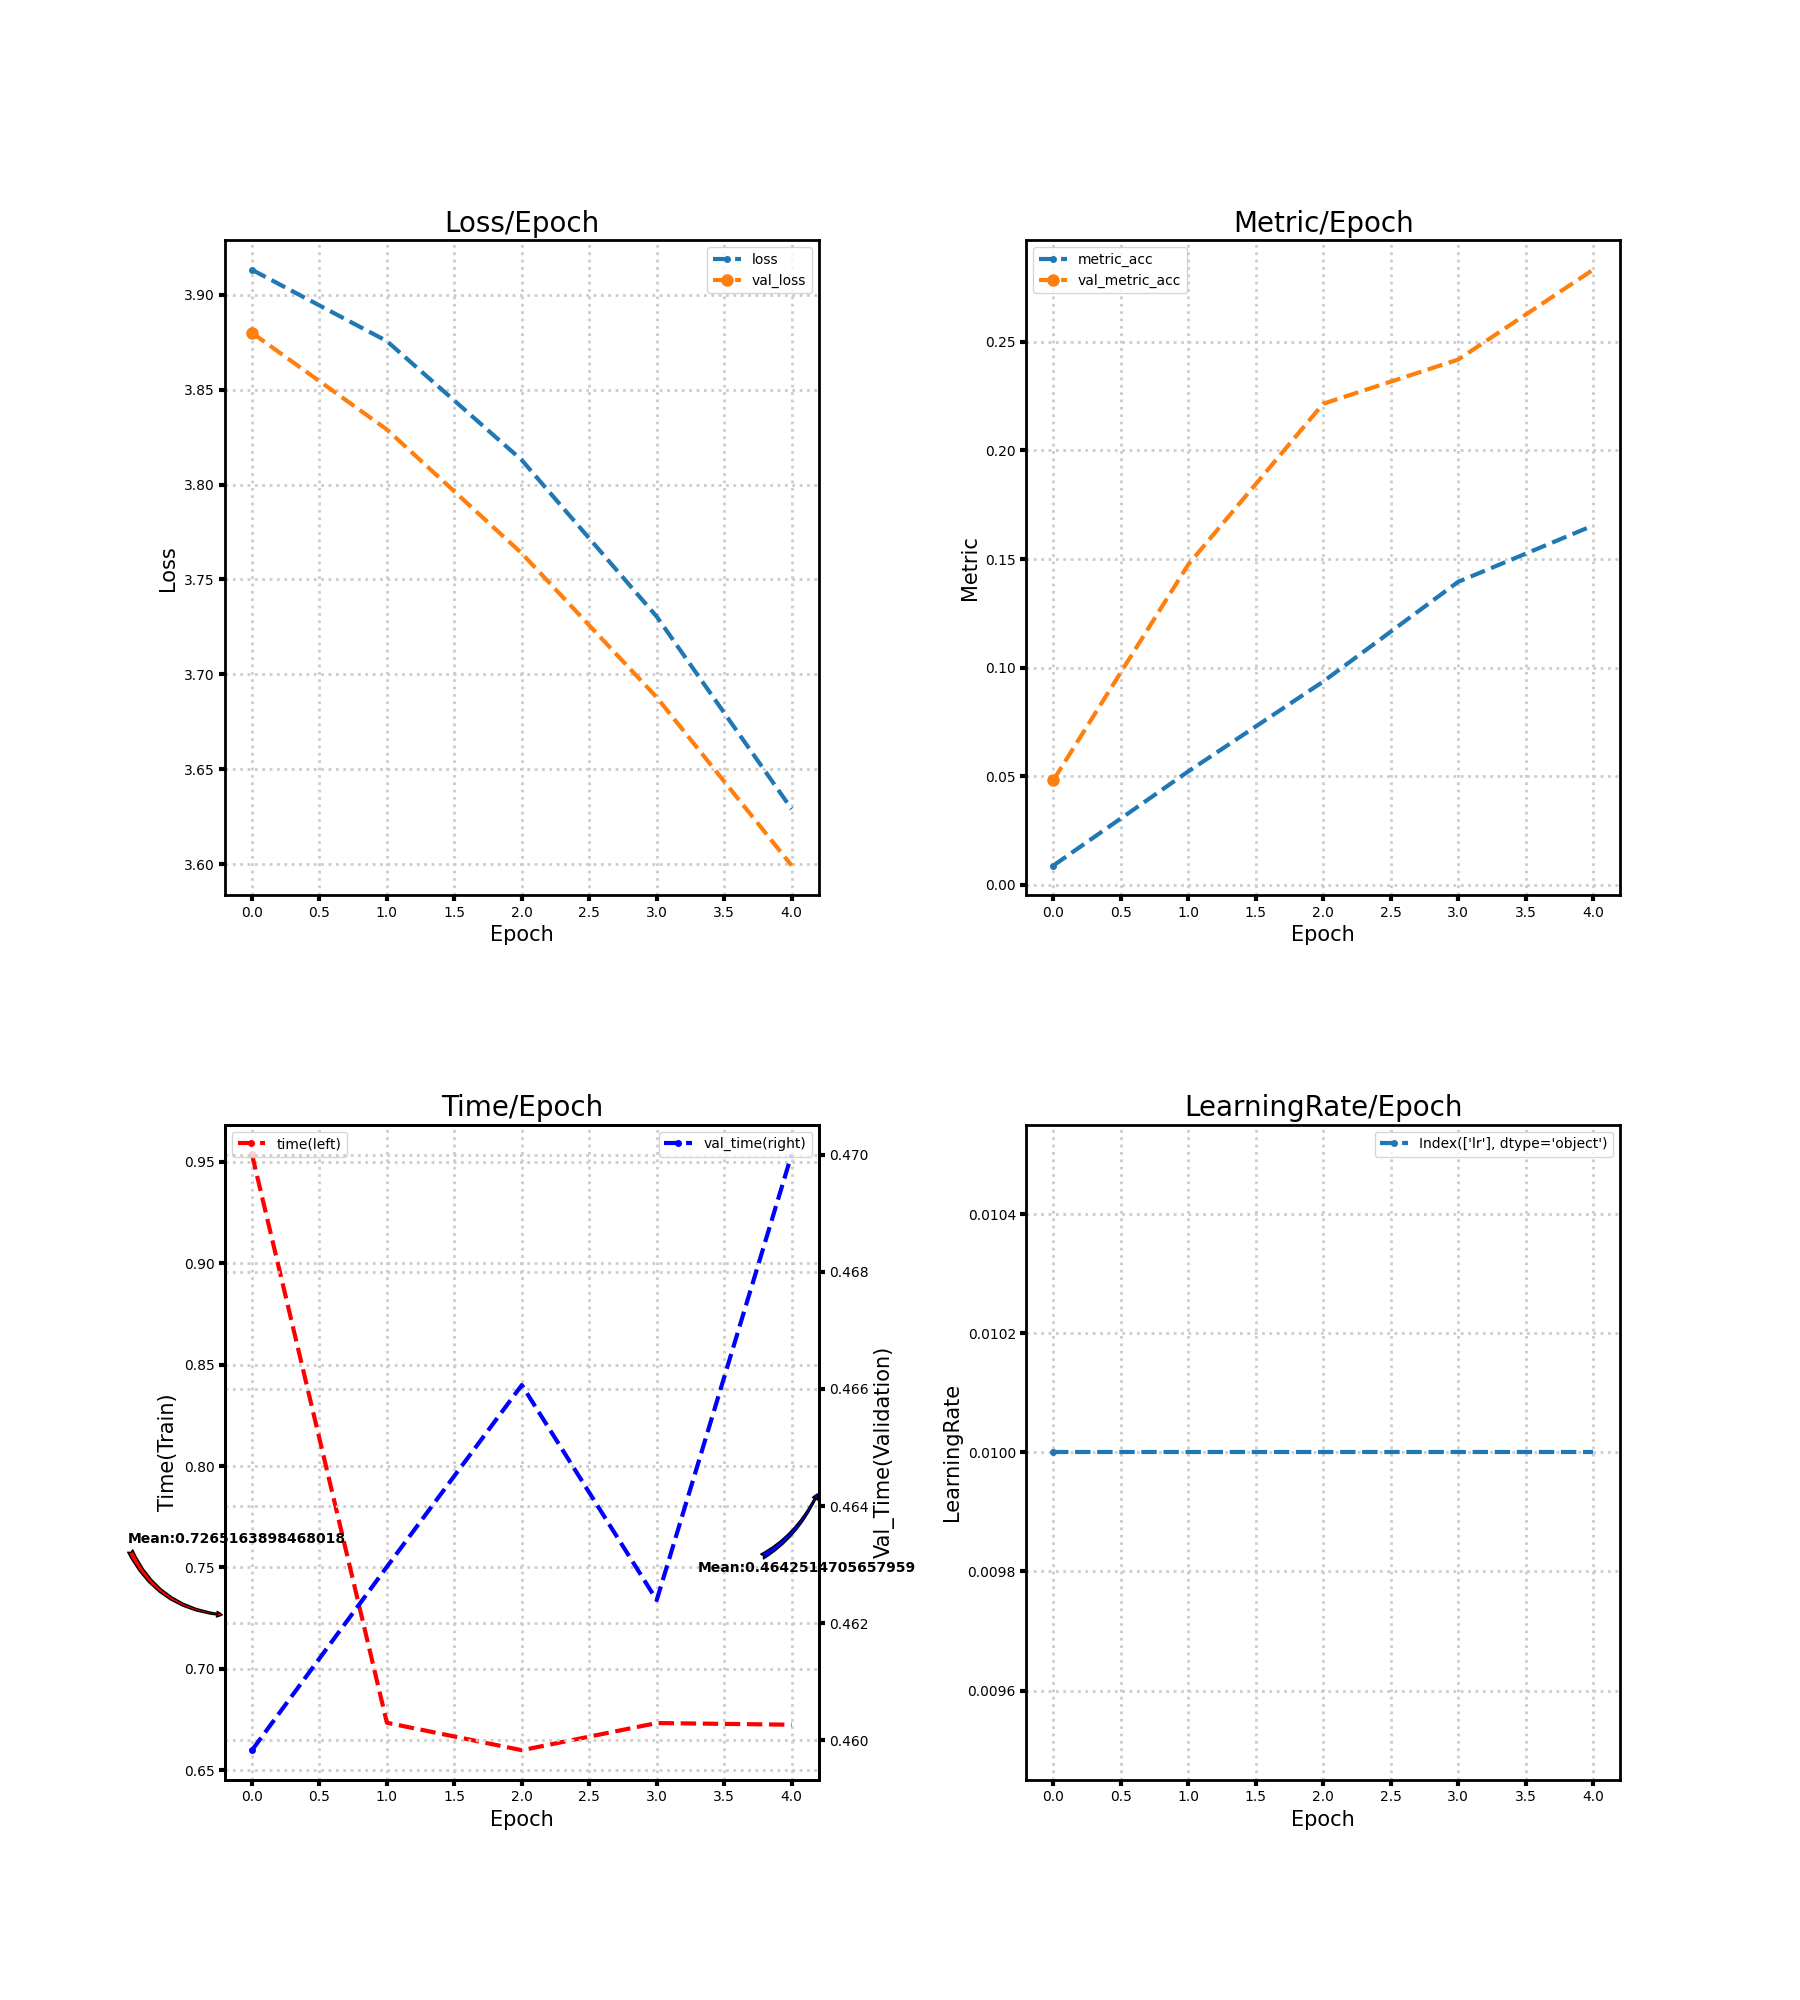 Loss/Epoch
loss
val_loss
3.90
3.85
3.80
3.75
3.70
3.65
3.60
Loss
0.0 0.5 1.0 1.5 2.0 2.5 3.0 3.5 4.0
Epoch
Metric/Epoch
metric_acc
val_metric_acc
0.25
0.20
0.15
0.10
0.05
0.00
Metric
0.0 0.5 1.0 1.5 2.0 2.5 3.0 3.5 4.0
Epoch
Time/Epoch
time(left)
val_time(right)
0.95
0.90
0.85
0.80
0.75
0.70
0.65
Time(Train)
Mean:0.7265163898468018
0.470
0.468
0.466
0.464
0.462
0.460
Val_Time(Validation)
Mean:0.4642514705657959
0.0 0.5 1.0 1.5 2.0 2.5 3.0 3.5 4.0
Epoch
LearningRate/Epoch
Index(['lr'], dtype='object')
0.0104
0.0102
0.0100
0.0098
0.0096
LearningRate
0.0 0.5 1.0 1.5 2.0 2.5 3.0 3.5 4.0
Epoch